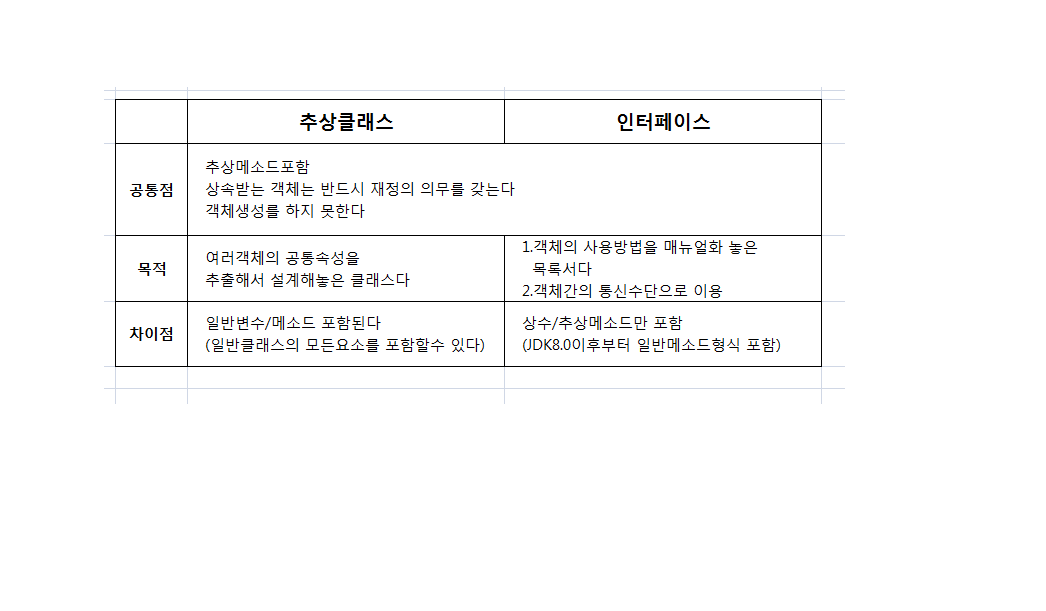 추상클래스
인터페이스
공통점
추상메소드포함
상속받는 객체는 반드시 재정의 의무를 갖는다
객체생성를 하지 못한다
목적
여러객체의 공통속성을
추출해서 설계해놓은 클래스다
1.객체의 사용방법을 매뉴얼화 놓은
목록서다
2.객체간의 통신수단으로 이용
차이점
일반변수/메소드 포함된다
(일반클래스의 모든요소를 포함할수 있다)
상수/추상메소드만 포함
(JDK8.0이후부터 일반메소드형식 포함)